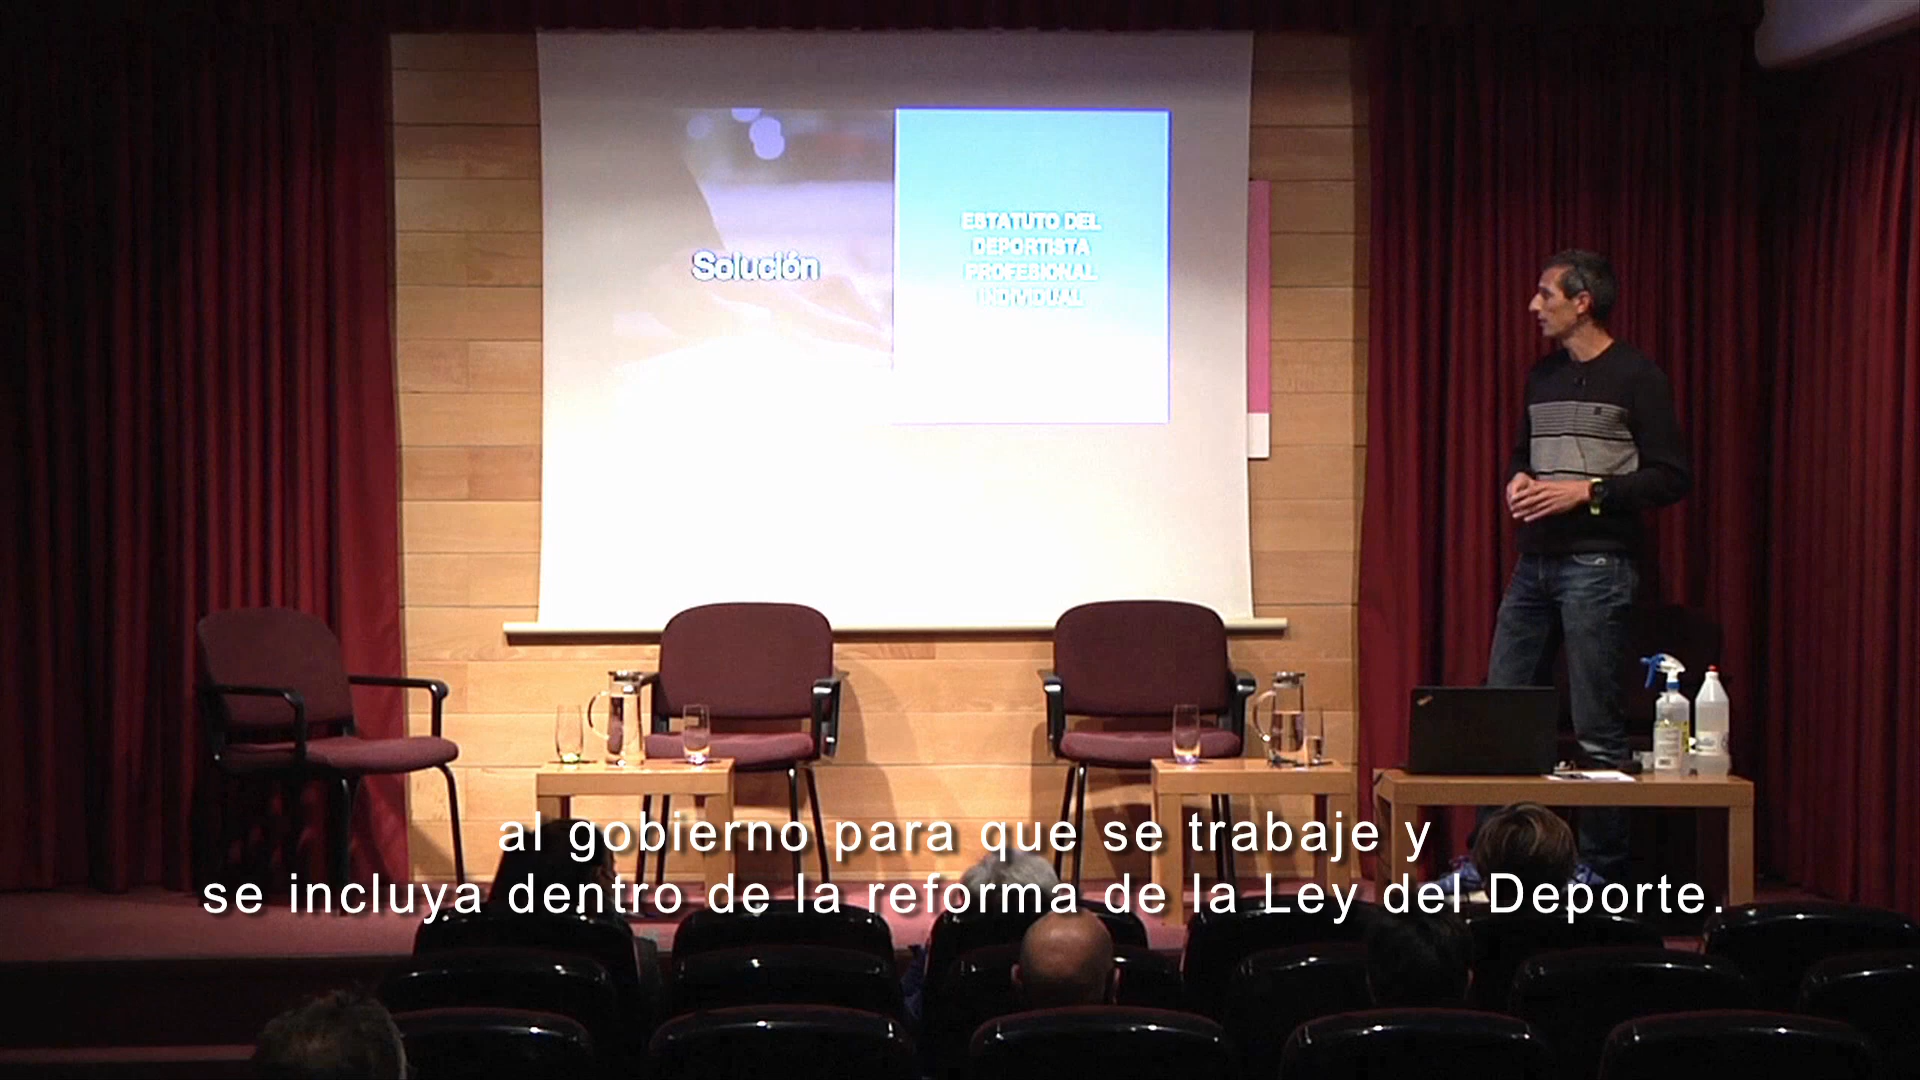 Solución
ESTATUTO DEL
DEPORTISTA
PROFESIONAL
INDIVIDUAL
al gobierno para que se trabaje y
se incluya dentro de la reforma de la Ley del Deporte.